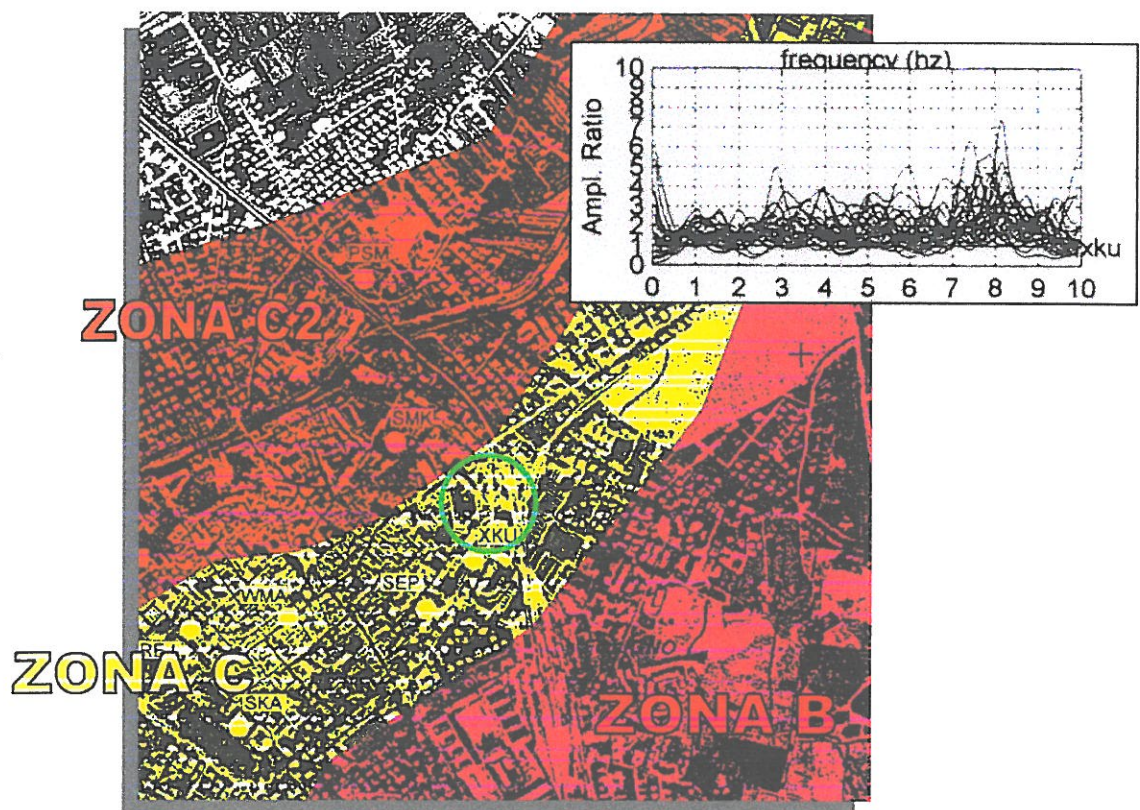 frequency (hz)
10
9
8
7
6
5
4
3
2
1
0
Ampl. Ratio
xku
0 1 2 3 4 5 6 7 8 9 10
PSM
ZONA C2
SMK
XKU
SEP
WMA
ZONA C
SKA
ZONA B